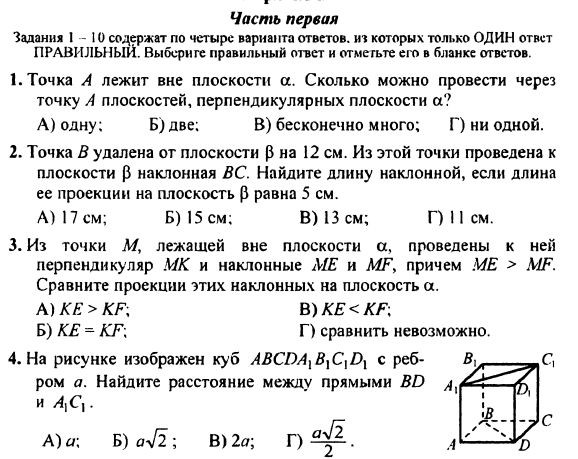 Часть первая
Задания 1 – 10 содержат по четыре варианта ответов, из которых только ОДИН ответ
ПРАВИЛЬНЫЙ. Выберите правильный ответ и отметьте его в бланке ответов.
1. Точка A лежит вне плоскости α. Сколько можно провести через
точку A плоскостей, перпендикулярных плоскости α?
А) одну; Б) две; В) бесконечно много; Г) ни одной.
2. Точка B удалена от плоскости β на 12 см. Из этой точки проведена к
плоскости β наклонная BC. Найдите длину наклонной, если длина
ее проекции на плоскость β равна 5 см.
А) 17 см; Б) 15 см; В) 13 см; Г) 11 см.
3. Из точки M, лежащей вне плоскости α, проведены к ней
перпендикуляр MK и наклонные ME и MF, причем ME > MF.
Сравните проекции этих наклонных на плоскость α.
А) KE > KF; В) KE < KF;
Б) KE = KF; Г) сравнить невозможно.
4. На рисунке изображен куб ABCDA₁B₁C₁D₁ с реб-
ром a. Найдите расстояние между прямыми BD
и A₁C₁.
А) a; Б) a√2; В) 2a; Г) a√2/2.
B₁ C₁
A₁ D₁
B C
A D